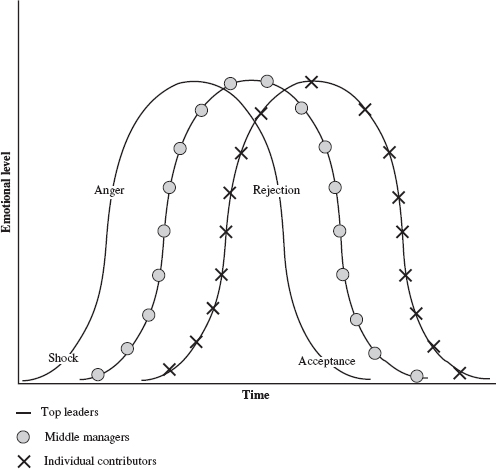 Emotional level
Anger
Rejection
Shock
Acceptance
Time
Top leaders
Middle managers
Individual contributors